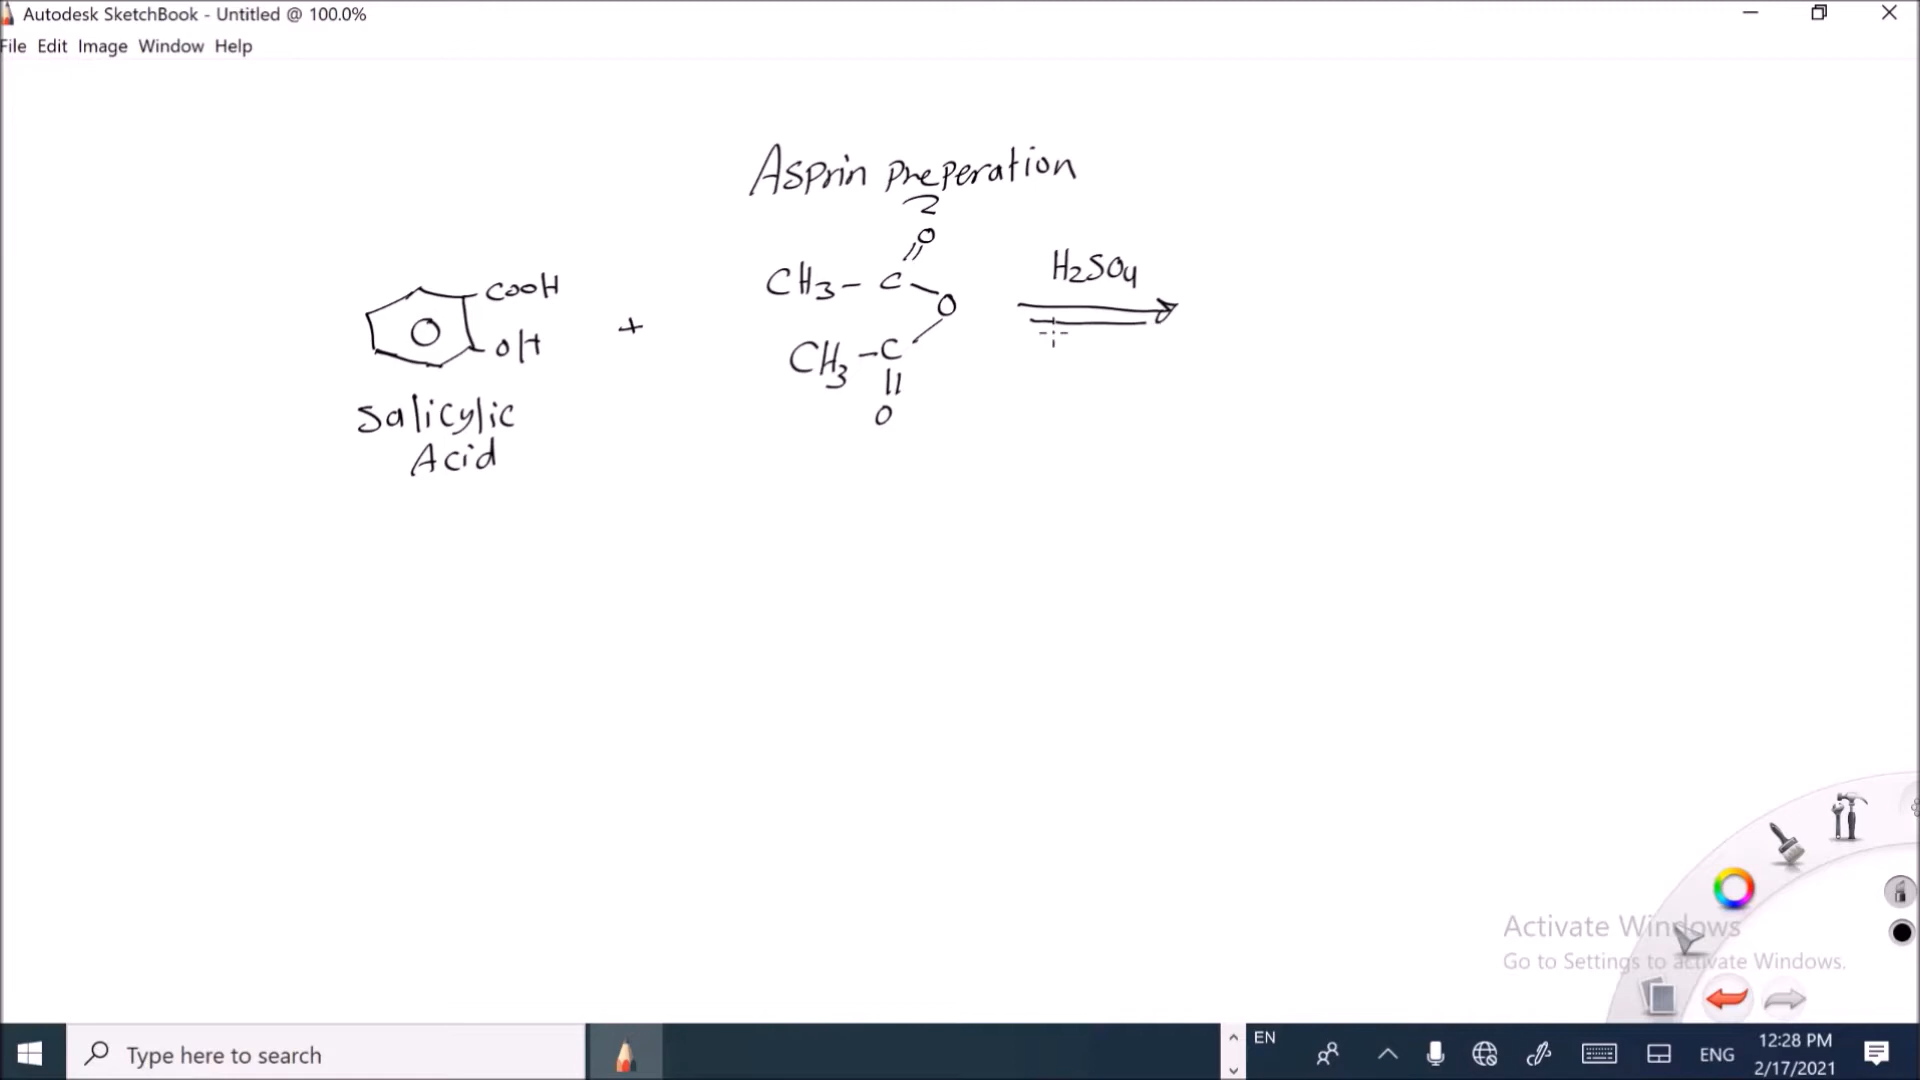 Autodesk SketchBook - Untitled @ 100.0%
File Edit Image Window Help
Asprin preperation
O
CH3 - C
O
CH3 - C
O
H2SO4
COOH
OH
+
Salicylic
Acid
Activate Windows
Go to Settings to activate Windows.
Type here to search
EN
ENG
12:28 PM
2/17/2021